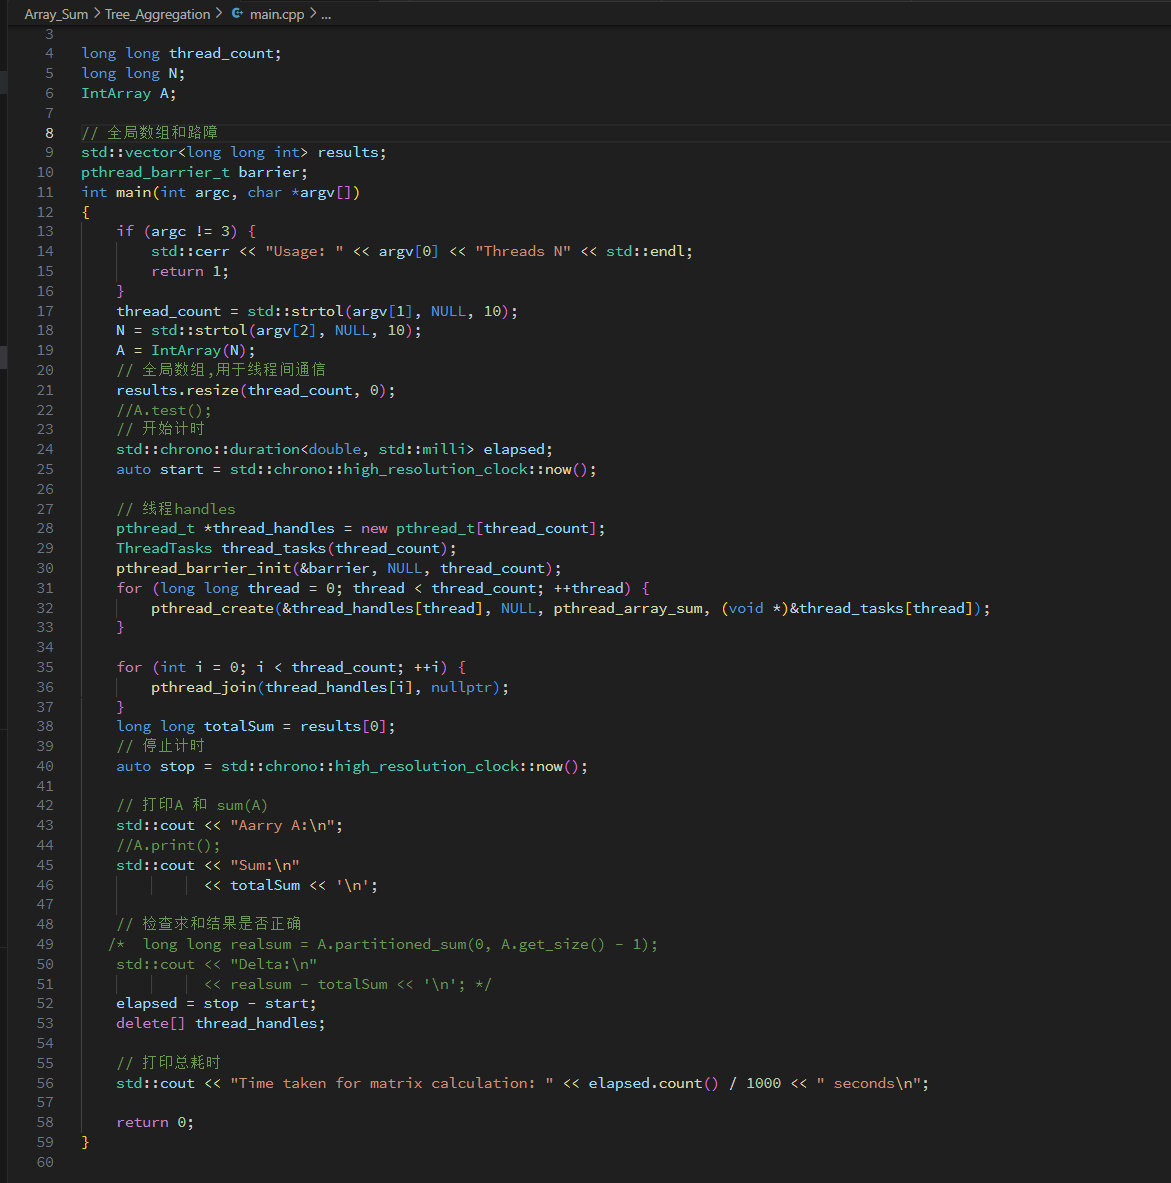 Array_Sum > Tree_Aggregation > main.cpp > ...
3
4 long long thread_count;
5 long long N;
6 IntArray A;
7
8 // 全局数组和路障
9 std::vector<long long int> results;
10 pthread_barrier_t barrier;
11 int main(int argc, char *argv[])
12 {
13 if (argc != 3) {
14 std::cerr << "Usage: " << argv[0] << "Threads N" << std::endl;
15 return 1;
16 }
17 thread_count = std::strtol(argv[1], NULL, 10);
18 N = std::strtol(argv[2], NULL, 10);
19 A = IntArray(N);
20 // 全局数组,用于线程间通信
21 results.resize(thread_count, 0);
22 //A.test();
23 // 开始计时
24 std::chrono::duration<double, std::milli> elapsed;
25 auto start = std::chrono::high_resolution_clock::now();
26
27 // 线程handles
28 pthread_t *thread_handles = new pthread_t[thread_count];
29 ThreadTasks thread_tasks(thread_count);
30 pthread_barrier_init(&barrier, NULL, thread_count);
31 for (long long thread = 0; thread < thread_count; ++thread) {
32 pthread_create(&thread_handles[thread], NULL, pthread_array_sum, (void *)&thread_tasks[thread]);
33 }
34
35 for (int i = 0; i < thread_count; ++i) {
36 pthread_join(thread_handles[i], nullptr);
37 }
38 long long totalSum = results[0];
39 // 停止计时
40 auto stop = std::chrono::high_resolution_clock::now();
41
42 // 打印A 和 sum(A)
43 std::cout << "Aarry A:\n";
44 //A.print();
45 std::cout << "Sum:\n"
46 << totalSum << '\n';
47
48 // 检查求和结果是否正确
49 /* long long realsum = A.partitioned_sum(0, A.get_size() - 1);
50 std::cout << "Delta:\n"
51 << realsum - totalSum << '\n'; */
52 elapsed = stop - start;
53 delete[] thread_handles;
54
55 // 打印总耗时
56 std::cout << "Time taken for matrix calculation: " << elapsed.count() / 1000 << " seconds\n";
57
58 return 0;
59 }
60